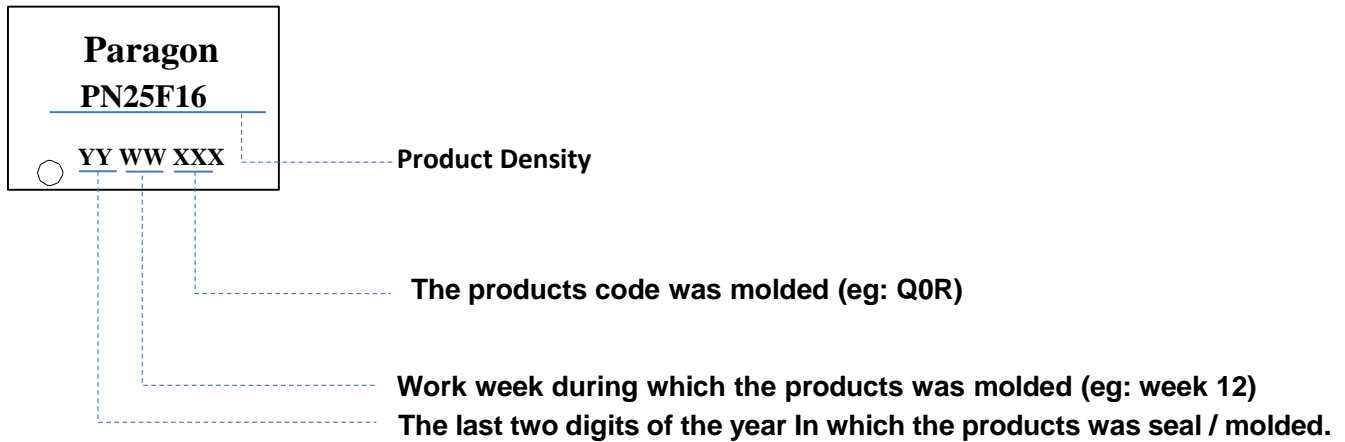 Paragon
PN25F16
YY WW XXX
Product Density
The products code was molded (eg: Q0R)
Work week during which the products was molded (eg: week 12)
The last two digits of the year In which the products was seal / molded.